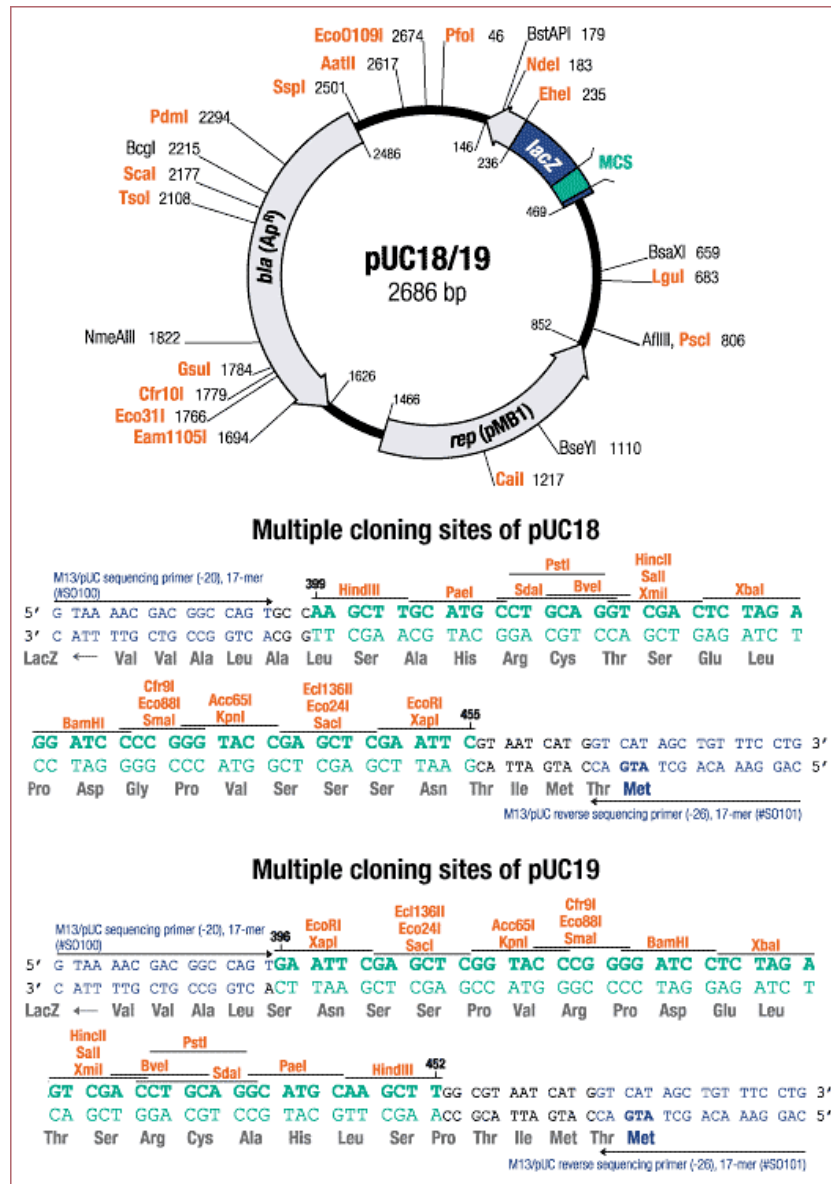 EcoO109I 2674
PfoI 46
BstAPI 179
AatII 2617
NdeI 183
SspI 2501
EheI 235
PdmI 2294
2486
146
236
lacZ
MCS
BcgI 2215
ScaI 2177
TsoI 2108
469
bla (ApR)
pUC18/19
2686 bp
BsaXI 659
LguI 683
NmeAIII 1822
852
AflIII, PscI 806
GsuI 1784
Cfr10I 1779
Eco31I 1766
Eam1105I 1694
1626
1466
rep (pMB1)
BseYI 1110
CaiI 1217
Multiple cloning sites of pUC18
M13/pUC sequencing primer (-20), 17-mer
(#SO100)
399
HindIII
PaeI
PstI
SdaI
BveI
HincII
SalI
XmiI
XbaI
5’ G TAA AAC GAC GGC CAG TGC CAA GCT TGC ATG CCT GCA GGT CGA CTC TAG A
3’ C ATT TTG CTG CCG GTC ACG GTT CGA ACG TAC GGA CGT CCA GCT GAG ATC T
LacZ ← Val Val Ala Leu Ala Leu Ser Ala His Arg Cys Thr Ser Glu Leu
BamHI
Cfr9I
Eco88I
SmaI
Acc65I
KpnI
Ecl136II
Eco24I
SacI
EcoRI
XapI
455
GG ATC CCC GGG TAC CGA GCT CGA ATT CGT AAT CAT GGT CAT AGC TGT TTC CTG 3’
CC TAG GGG CCC ATG GCT CGA GCT TAA GCA TTA GTA CCA GTA TCG ACA AAG GAC 5’
Pro Asp Gly Pro Val Ser Ser Ser Asn Thr Ile Met Thr Met
M13/pUC reverse sequencing primer (-26), 17-mer (#SO101)
Multiple cloning sites of pUC19
M13/pUC sequencing primer (-20), 17-mer
(#SO100)
396
EcoRI
XapI
Ecl136II
Eco24I
SacI
Acc65I
KpnI
Cfr9I
Eco88I
SmaI
BamHI
XbaI
5’ G TAA AAC GAC GGC CAG TGA ATT CGA GCT CGG TAC CCG GGG ATC CTC TAG A
3’ C ATT TTG CTG CCG GTC ACT TAA GCT CGA GCC ATG GGC CCC TAG GAG ATC T
LacZ ← Val Val Ala Leu Ser Asn Ser Ser Pro Val Arg Pro Asp Glu Leu
HincII
SalI
XmiI
BveI
PstI
SdaI
PaeI
HindIII
452
GT CGA CCT GCA GGC ATG CAA GCT TGG CGT AAT CAT GGT CAT AGC TGT TTC CTG 3’
CA GCT GGA CGT CCG TAC GTT CGA ACC GCA TTA GTA CCA GTA TCG ACA AAG GAC 5’
Thr Ser Arg Cys Ala His Leu Ser Pro Thr Ile Met Thr Met
M13/pUC reverse sequencing primer (-26), 17-mer (#SO101)